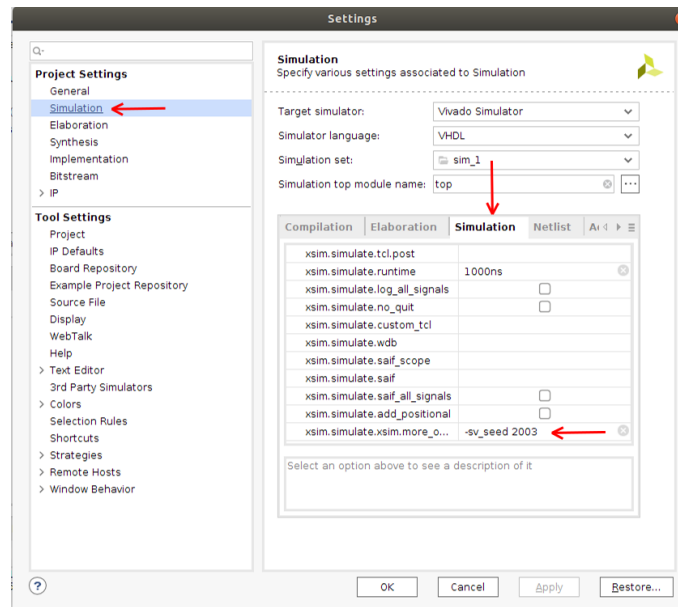 Settings
Q-
Project Settings
General
Simulation
Elaboration
Synthesis
Implementation
Bitstream
> IP
Tool Settings
Project
IP Defaults
Board Repository
Example Project Repository
Source File
Display
WebTalk
Help
> Text Editor
3rd Party Simulators
> Colors
Selection Rules
Shortcuts
> Strategies
> Remote Hosts
> Window Behavior
Simulation
Specify various settings associated to Simulation
Target simulator: Vivado Simulator
Simulator language: VHDL
Simulation set: sim_1
Simulation top module name: top
Compilation Elaboration Simulation Netlist
xsim.simulate.tcl.post
xsim.simulate.runtime 1000ns
xsim.simulate.log_all_signals
xsim.simulate.no_quit
xsim.simulate.custom_tcl
xsim.simulate.wdb
xsim.simulate.saif_scope
xsim.simulate.saif
xsim.simulate.saif_all_signals
xsim.simulate.add_positional
xsim.simulate.xsim.more_o... -sv_seed 2003
Select an option above to see a description of it
? OK Cancel Apply Restore...